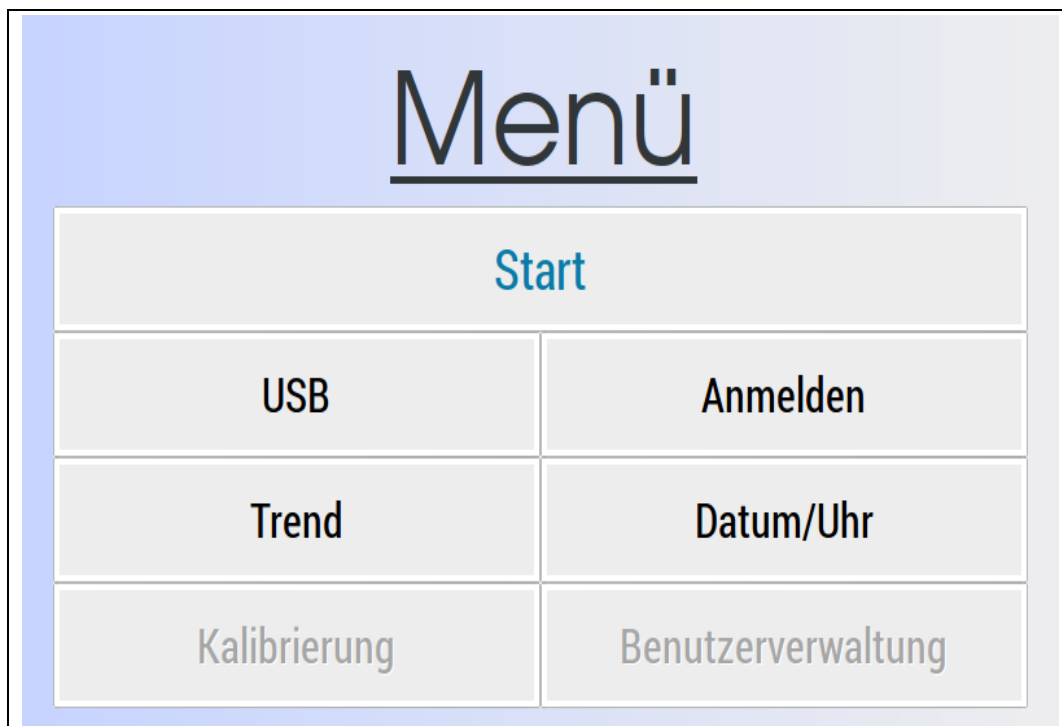 Menü
Start
USB Anmelden
Trend Datum/Uhr
Kalibrierung Benutzerverwaltung